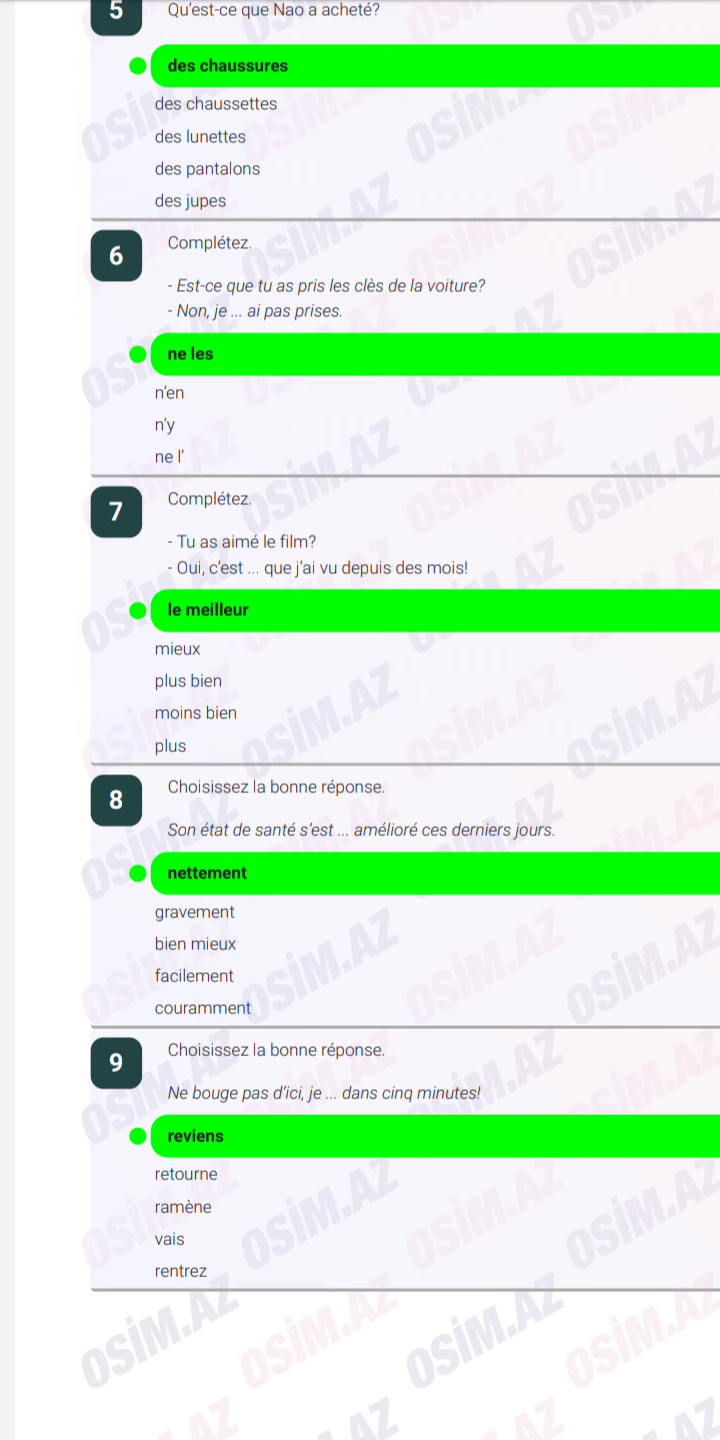 5
Qu'est-ce que Nao a acheté?
des chaussures
des chaussettes
des lunettes
des pantalons
des jupes
6
Complétez.
- Est-ce que tu as pris les clès de la voiture?
- Non, je ... ai pas prises.
ne les
n'en
n'y
ne l'
7
Complétez.
- Tu as aimé le film?
- Oui, c'est ... que j'ai vu depuis des mois!
le meilleur
mieux
plus bien
moins bien
plus
8
Choisissez la bonne réponse.
Son état de santé s'est ... amélioré ces derniers jours.
nettement
gravement
bien mieux
facilement
couramment
9
Choisissez la bonne réponse.
Ne bouge pas d'ici, je ... dans cinq minutes!
reviens
retourne
ramène
vais
rentrez
OSİM.AZ